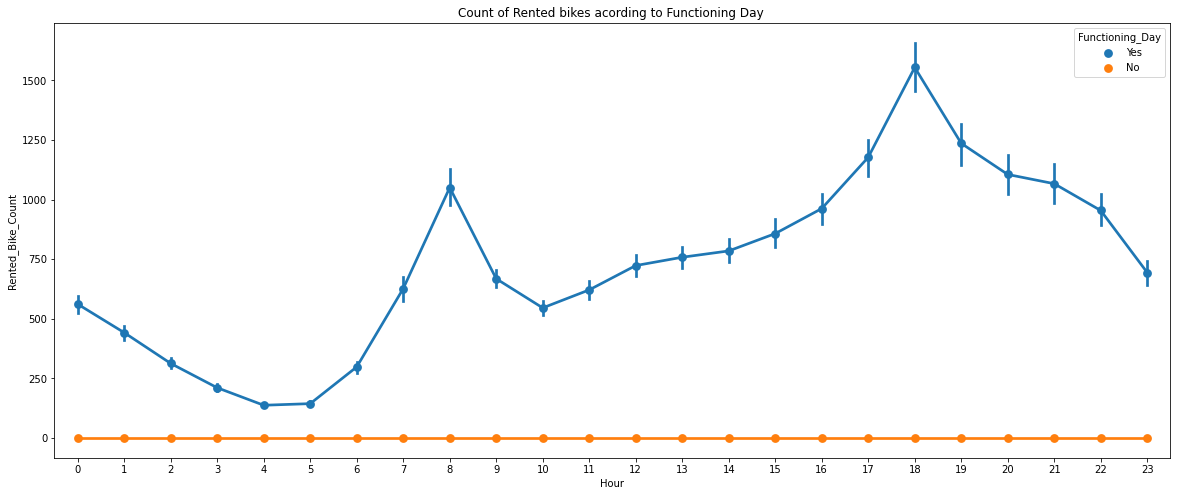 Count of Rented bikes acording to Functioning Day
Functioning_Day
Yes
No
Rented_Bike_Count
1500
1250
1000
750
500
250
0
0 1 2 3 4 5 6 7 8 9 10 11 12 13 14 15 16 17 18 19 20 21 22 23
Hour